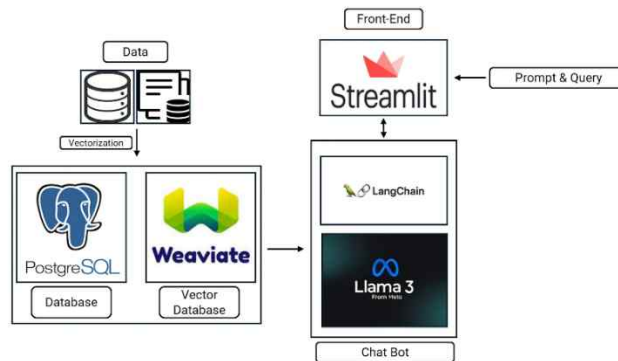 Front-End
Data
Streamlit
Prompt & Query
Vectorization
LangChain
PostgreSQL
Weaviate
Llama 3
From Meta
Database
Vector
Database
Chat Bot